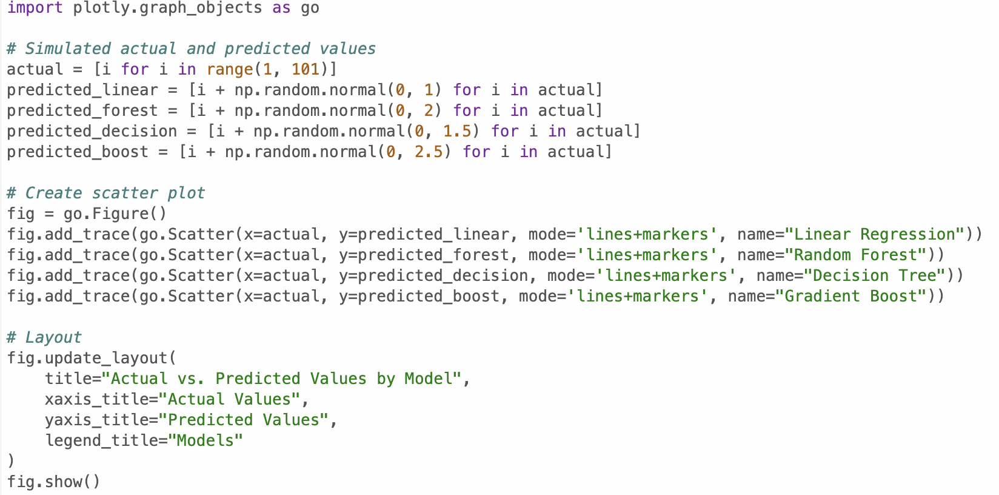 import plotly.graph_objects as go
# Simulated actual and predicted values
actual = [i for i in range(1, 101)]
predicted_linear = [i + np.random.normal(0, 1) for i in actual]
predicted_forest = [i + np.random.normal(0, 2) for i in actual]
predicted_decision = [i + np.random.normal(0, 1.5) for i in actual]
predicted_boost = [i + np.random.normal(0, 2.5) for i in actual]
# Create scatter plot
fig = go.Figure()
fig.add_trace(go.Scatter(x=actual, y=predicted_linear, mode='lines+markers', name="Linear Regression"))
fig.add_trace(go.Scatter(x=actual, y=predicted_forest, mode='lines+markers', name="Random Forest"))
fig.add_trace(go.Scatter(x=actual, y=predicted_decision, mode='lines+markers', name="Decision Tree"))
fig.add_trace(go.Scatter(x=actual, y=predicted_boost, mode='lines+markers', name="Gradient Boost"))
# Layout
fig.update_layout(
    title="Actual vs. Predicted Values by Model",
    xaxis_title="Actual Values",
    yaxis_title="Predicted Values",
    legend_title="Models"
)
fig.show()